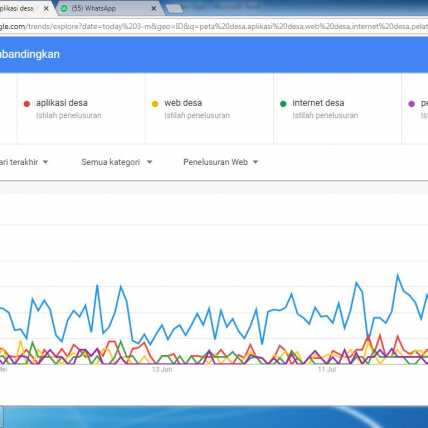 plikasi desa
(55) WhatsApp
gle.com/trends/explore?date=today%203-m&geo=ID&q=peta%20desa,aplikasi%20desa,web%20desa,internet%20desa,pelat
bandingkan
aplikasi desa
Istilah penelusuran
web desa
Istilah penelusuran
internet desa
Istilah penelusuran
pe
Istilah
ari terakhir
Semua kategori
Penelusuran Web
Mei
13 Jun
11 Jul